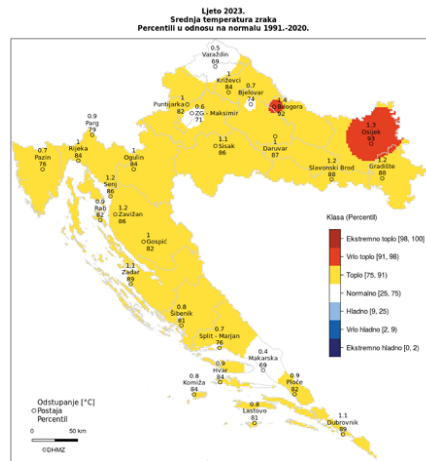 Ljeto 2023.
Srednja temperatura zraka
Percentili u odnosu na normalu 1991.-2020.
0.5
Varaždin
69
1
Križevci
84
0.7
Bjelovar
74
1.4
Bilogora
92
1
Puntijarka
82
0.6
ZG - Maksimir
71
0.9
Parg
79
1.3
Osijek
93
0.7
Pazin
76
1
Rijeka
84
1
Ogulin
84
1.1
Sisak
86
1
Daruvar
87
1.2
Slavonski Brod
88
1.2
Gradište
88
1.2
Senj
86
0.9
Rab
82
1.2
Zavižan
86
1
Gospić
82
1.1
Zadar
89
0.8
Šibenik
81
0.7
Split - Marjan
76
0.4
Makarska
69
0.9
Hvar
84
0.8
Komiža
84
0.9
Ploče
82
0.8
Lastovo
81
1.1
Dubrovnik
89
Klasa (Percentil)
Ekstremno toplo [98, 100]
Vrlo toplo [91, 98]
Toplo [75, 91]
Normalno [25, 75]
Hladno [9, 25]
Vrlo hladno [2, 9]
Ekstremno hladno [0, 2]
Odstupanje [°C]
Postaja
Percentil
0 50 km
©DHMZ